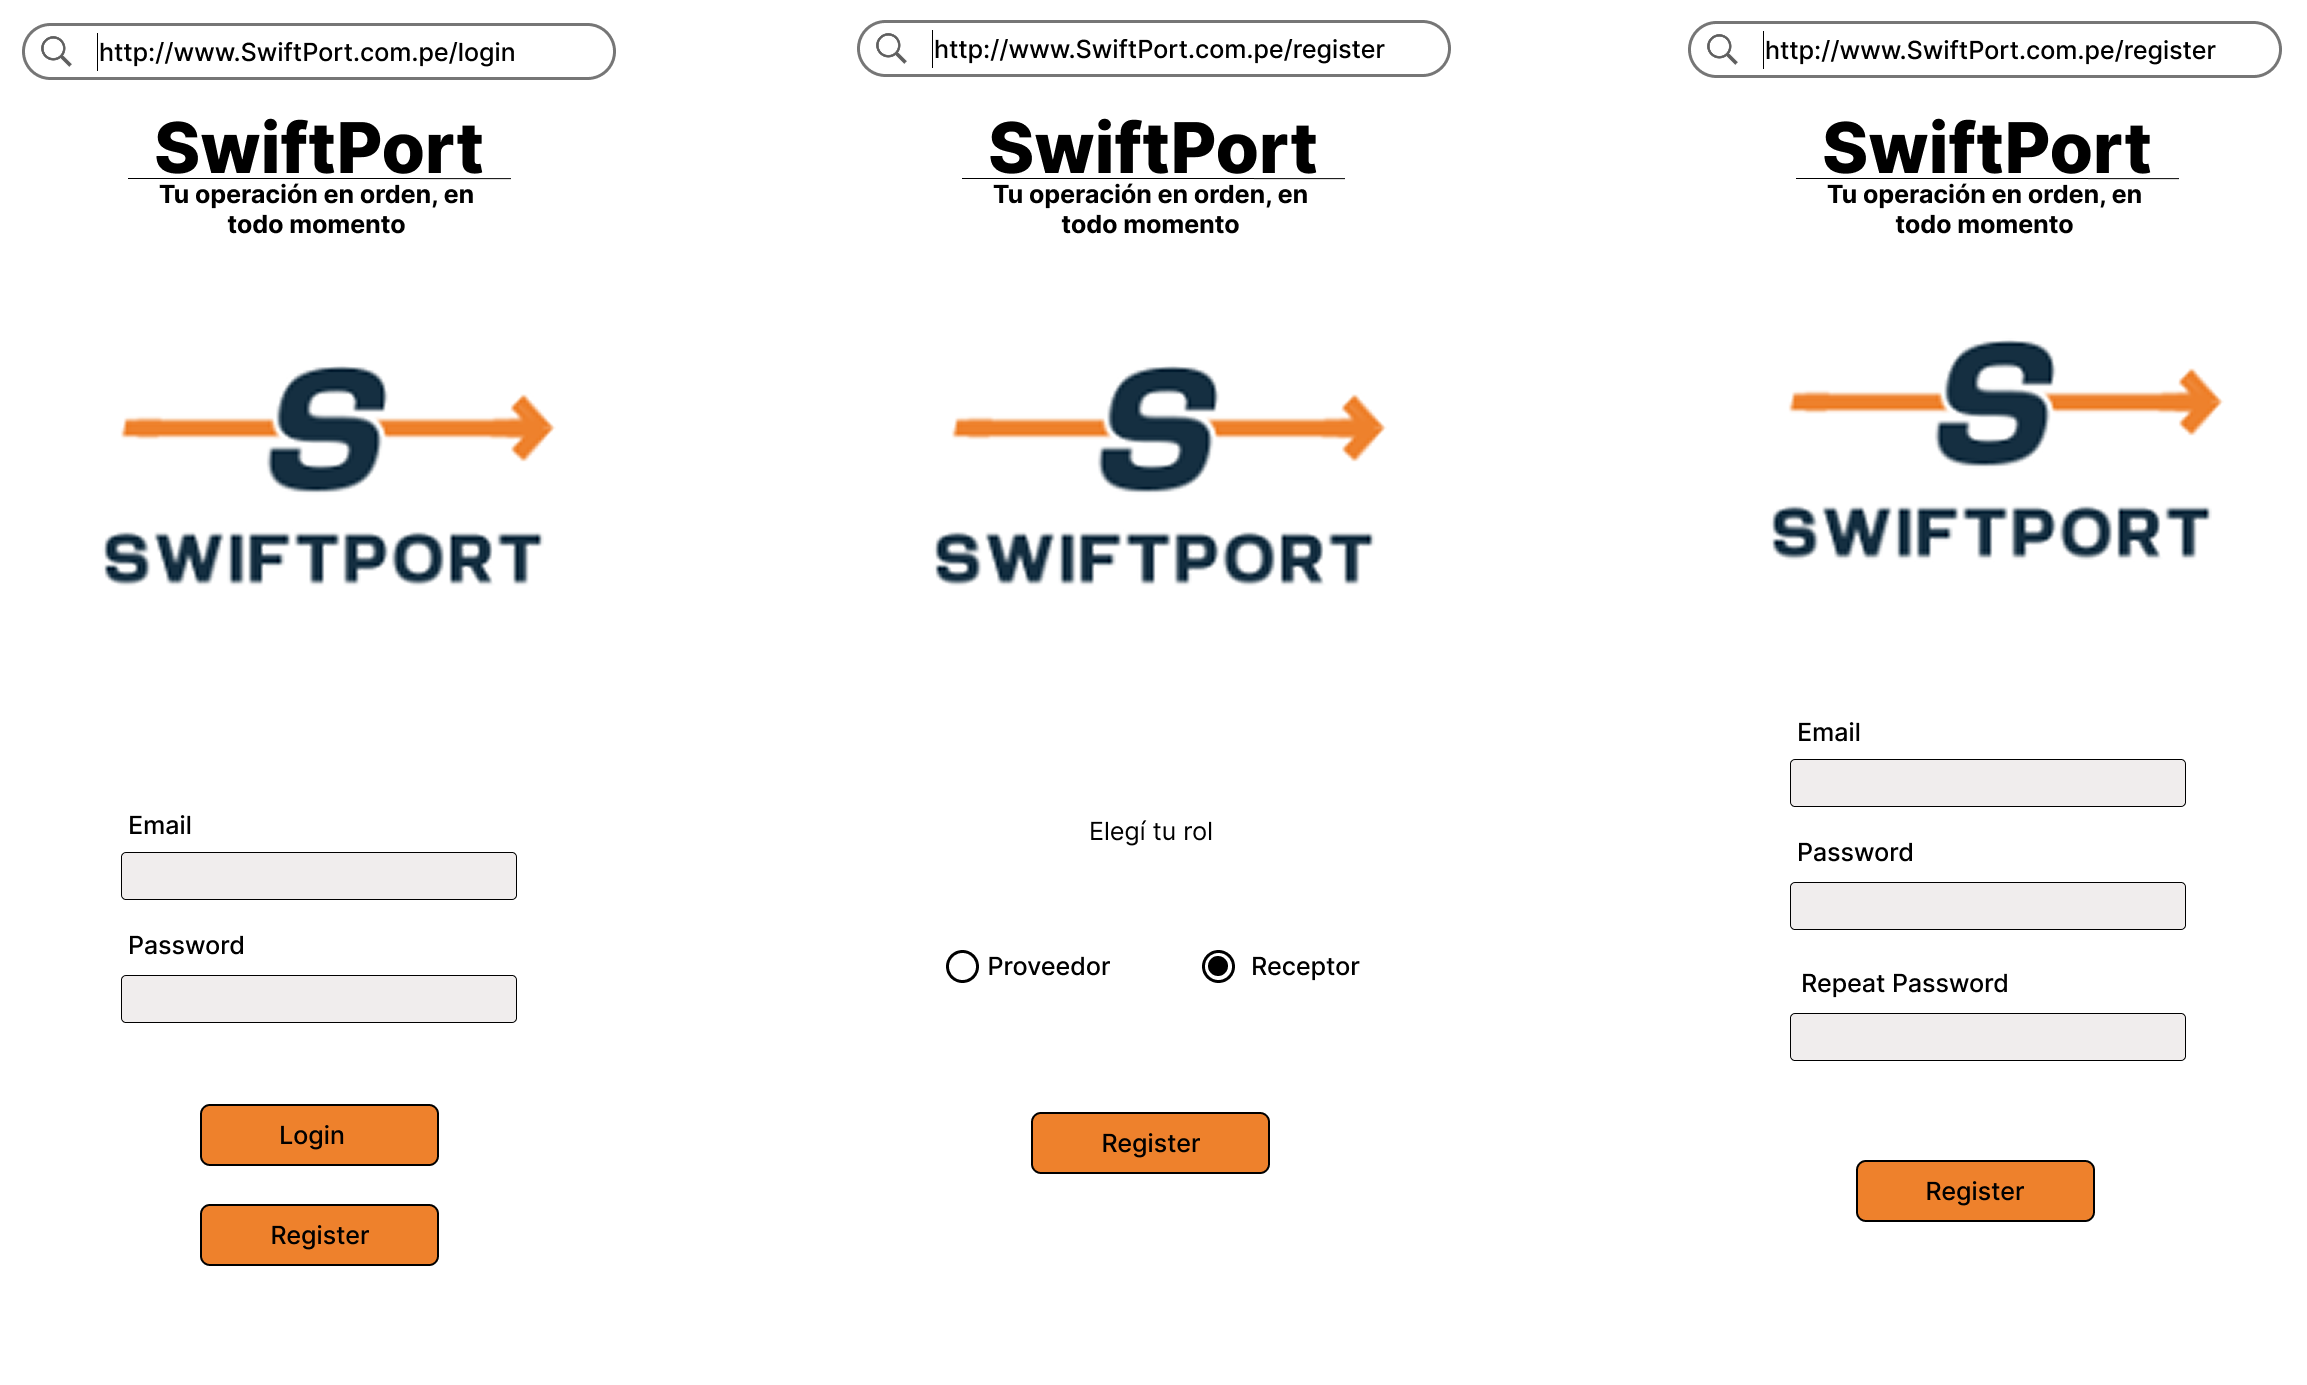 http://www.SwiftPort.com.pe/login
SwiftPort
Tu operación en orden, en
todo momento
SWIFTPORT
Email
Password
Login
Register
http://www.SwiftPort.com.pe/register
SwiftPort
Tu operación en orden, en
todo momento
SWIFTPORT
Elegí tu rol
Proveedor
Receptor
Register
http://www.SwiftPort.com.pe/register
SwiftPort
Tu operación en orden, en
todo momento
SWIFTPORT
Email
Password
Repeat Password
Register